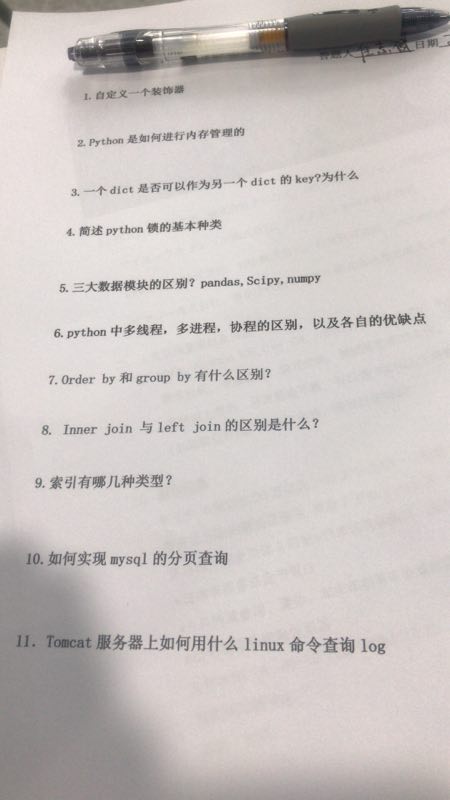 答题人 日期
1. 自定义一个装饰器
2. Python 是如何进行内存管理的
3. 一个 dict 是否可以作为另一个 dict 的 key?为什么
4. 简述 python 锁的基本种类
5. 三大数据模块的区别? pandas,Scipy,numpy
6. python 中多线程，多进程，协程的区别，以及各自的优缺点
7. Order by 和 group by 有什么区别?
8. Inner join 与 left join 的区别是什么?
9. 索引有哪几种类型?
10. 如何实现 mysql 的分页查询
11. Tomcat 服务器上如何用什么 linux 命令查询 log